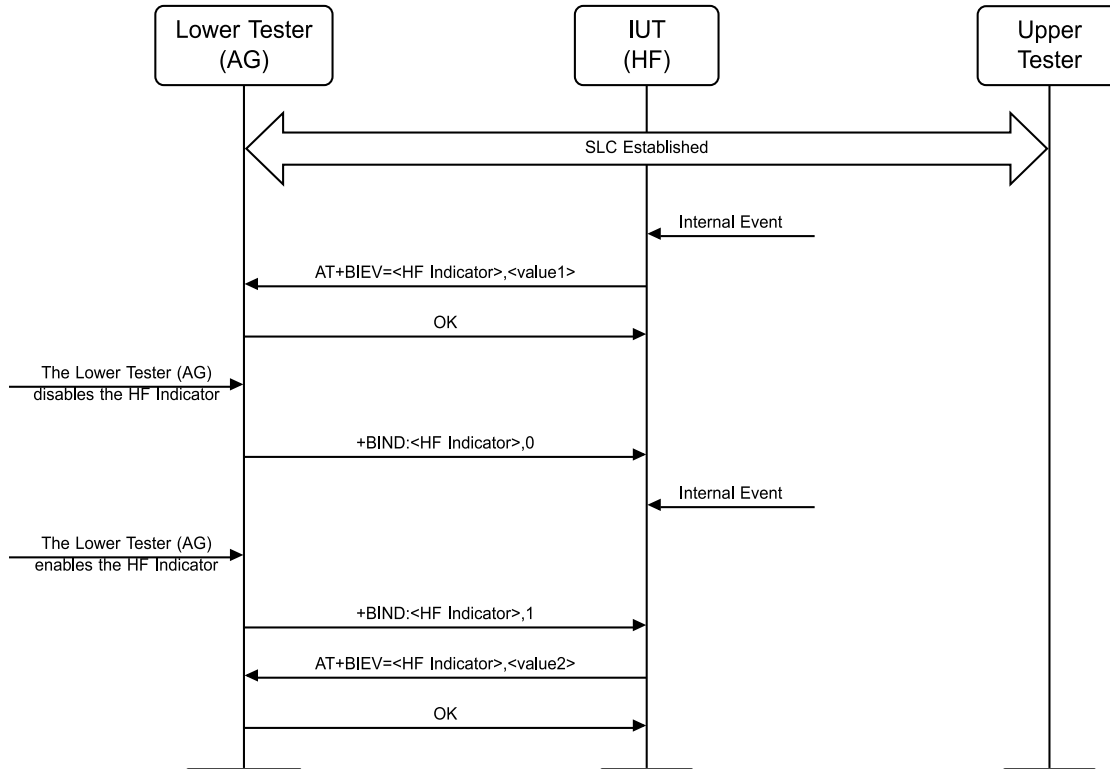 Lower Tester
(AG)
IUT
(HF)
Upper
Tester
SLC Established
Internal Event
AT+BIEV=<HF Indicator>,<value1>
OK
The Lower Tester (AG)
disables the HF Indicator
+BIND:<HF Indicator>,0
Internal Event
The Lower Tester (AG)
enables the HF Indicator
+BIND:<HF Indicator>,1
AT+BIEV=<HF Indicator>,<value2>
OK